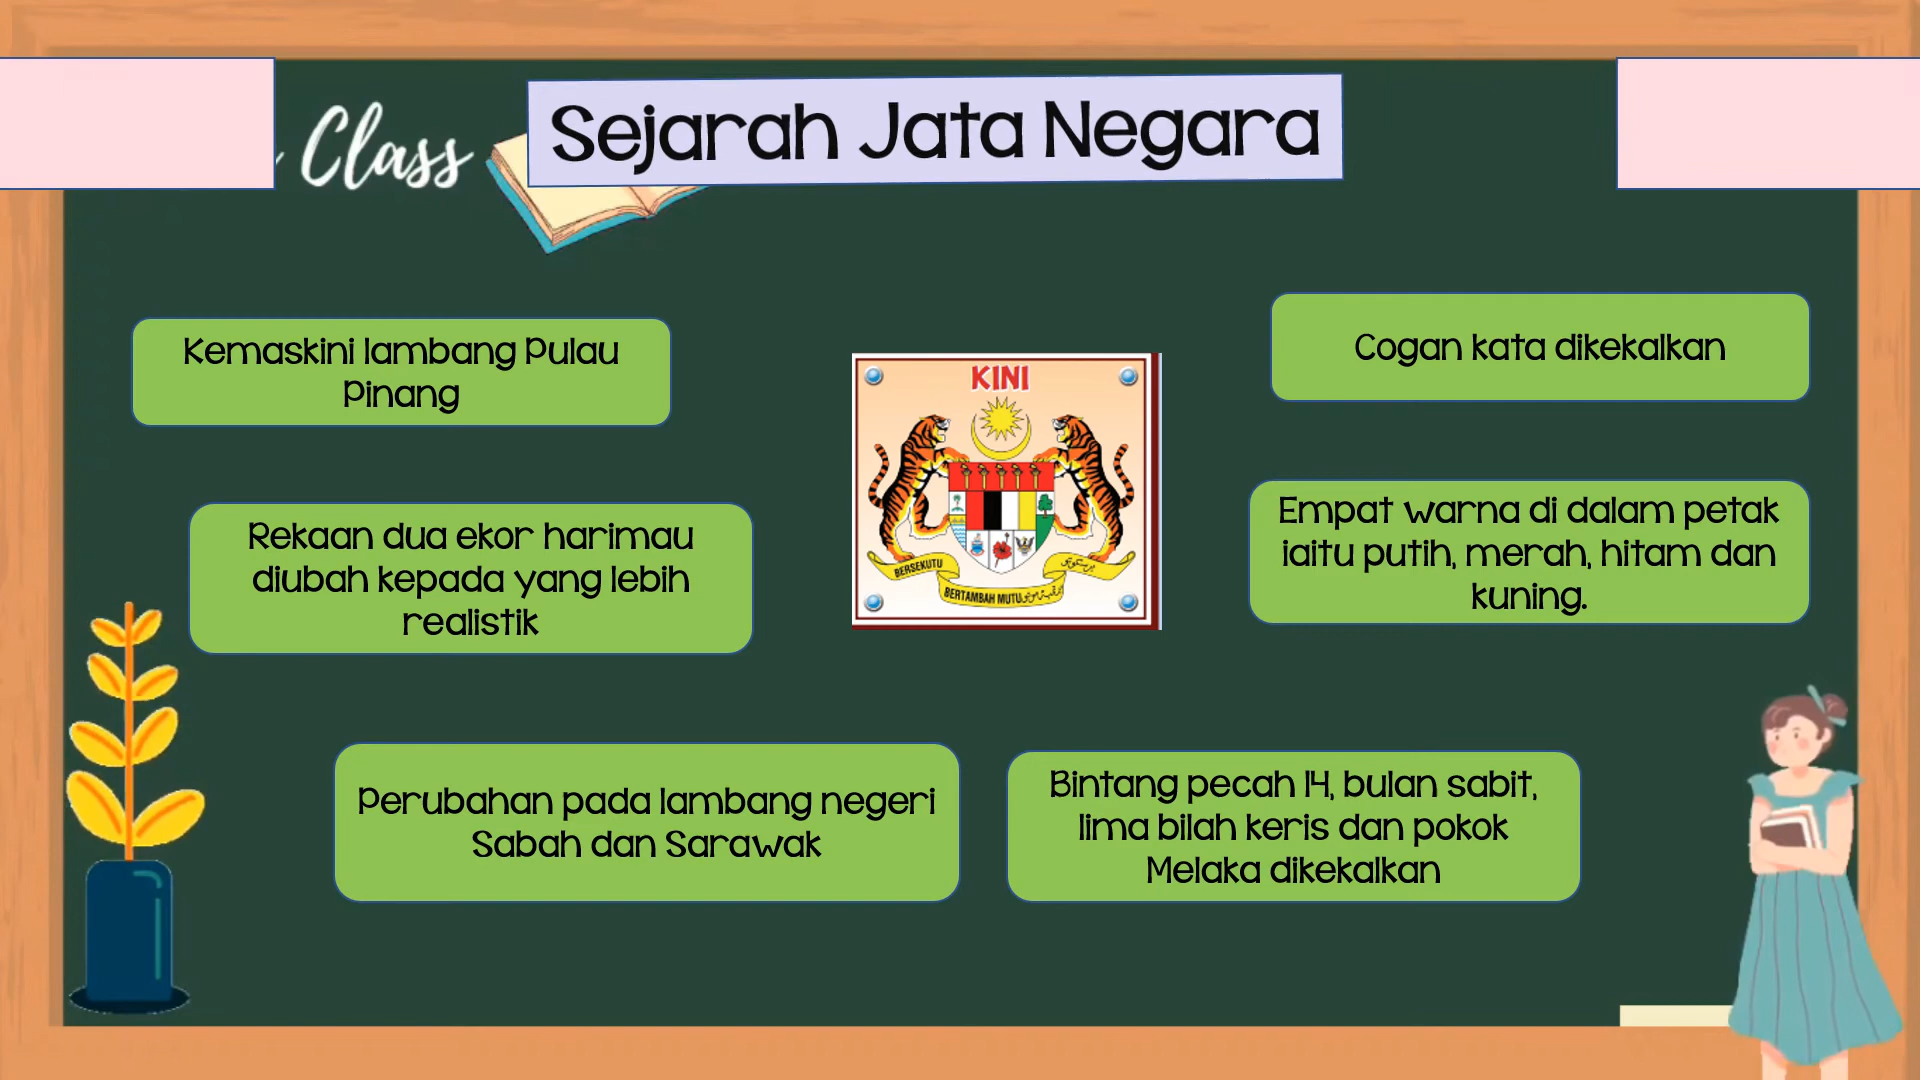 Class
Sejarah Jata Negara
Kemaskini lambang Pulau
Pinang
Cogan kata dikekalkan
KINI
Rekaan dua ekor harimau
diubah kepada yang lebih
realistik
Empat warna di dalam petak
iaitu putih, merah, hitam dan
kuning.
BERSEKUTU
BERTAMBAH MUTU
Perubahan pada lambang negeri
Sabah dan Sarawak
Bintang pecah 14, bulan sabit,
lima bilah keris dan pokok
Melaka dikekalkan